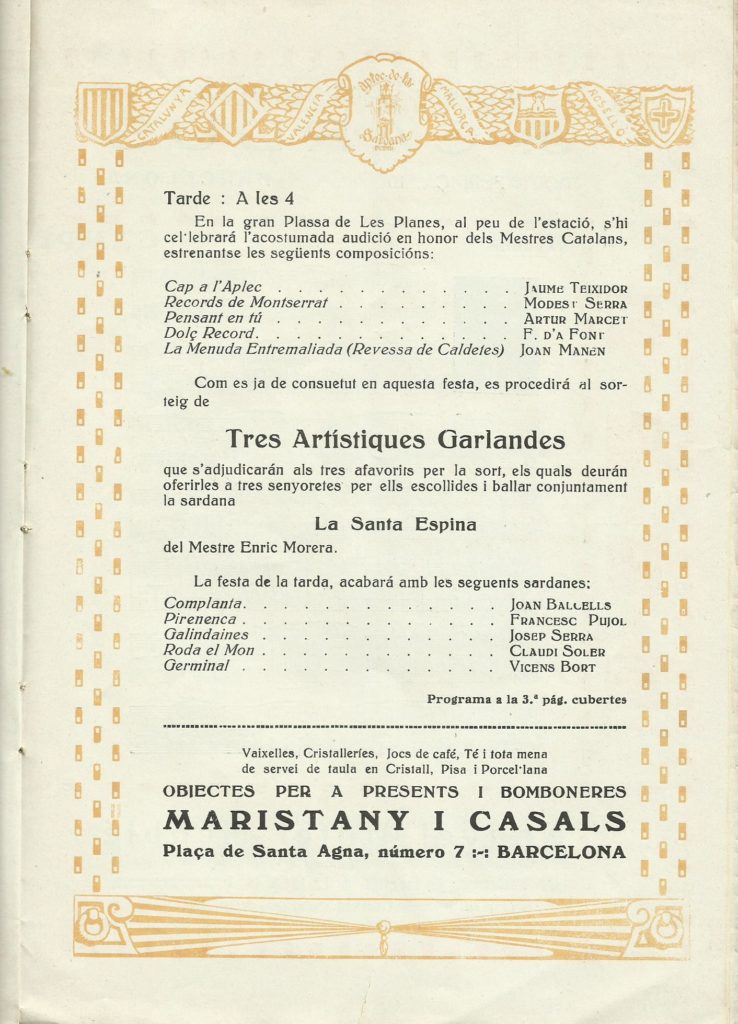 CATALUNYA
VALENCIA
Aplec-de-la
Sardana
MALLORCA
ROSELLO
Tarde : A les 4
En la gran Plassa de Les Planes, al peu de l'estació, s'hi
cel·lebrará l'acostumada audició en honor dels Mestres Catalans,
estrenantse les següents composicións:
Cap a l'Aplec . . . . . . . . . . . . JAUME TEIXIDOR
Records de Montserrat . . . . . . . . MODEST SERRA
Pensant en tú . . . . . . . . . . . ARTUR MARCET
Dolç Record. . . . . . . . . . . . F. D'A FONT
La Menuda Entremaliada (Revessa de Caldetes) JOAN MANÉN
Com es ja de consuetut en aquesta festa, es procedirá al sor-
teig de
Tres Artístiques Garlandes
que s'adjudicarán als tres afavorits per la sort, els quals deurán
oferirles a tres senyoretes per ells escollides i ballar conjuntament
la sardana
La Santa Espina
del Mestre Enric Morera.
La festa de la tarda, acabará amb les seguents sardanes:
Complanta. . . . . . . . . . . . JOAN BALCELLS
Pirenenca . . . . . . . . . . . . FRANCESC PUJOL
Galindaines . . . . . . . . . . . JOSEP SERRA
Roda el Mon . . . . . . . . . . . CLAUDI SOLER
Germinal . . . . . . . . . . . . VICENS BORT
Programa a la 3.ª pág. cubertes
Vaixelles, Cristalleríes, Jocs de café, Té i tota mena
de servei de taula en Cristall, Pisa i Porcel·lana
OBJECTES PER A PRESENTS I BOMBONERES
MARISTANY I CASALS
Plaça de Santa Agna, número 7 :-: BARCELONA